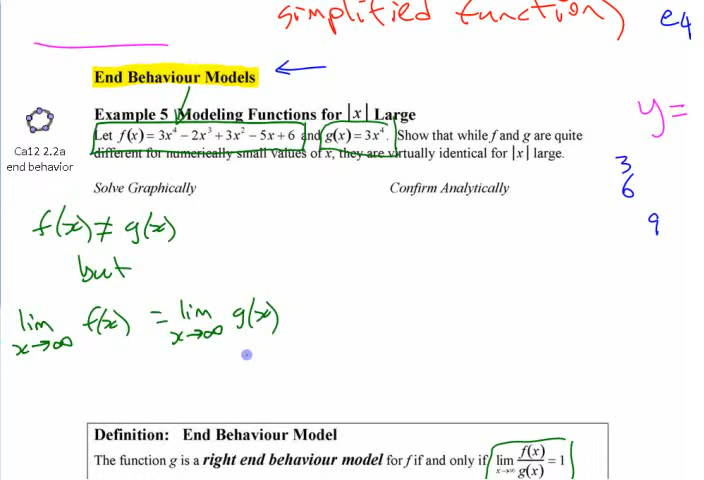 simplified function)
e4
End Behaviour Models
y=
Example 5 Modeling Functions for |x| Large
Let f(x) = 3x⁴ − 2x³ + 3x² − 5x + 6 and g(x) = 3x⁴. Show that while f and g are quite
different for numerically small values of x, they are virtually identical for |x| large.
Ca12 2.2a
end behavior
3
6
9
Solve Graphically
Confirm Analytically
f(x) ≠ g(x)
but
lim x→∞ f(x) = lim x→∞ g(x)
Definition: End Behaviour Model
The function g is a right end behaviour model for f if and only if lim x→∞ f(x)/g(x) = 1